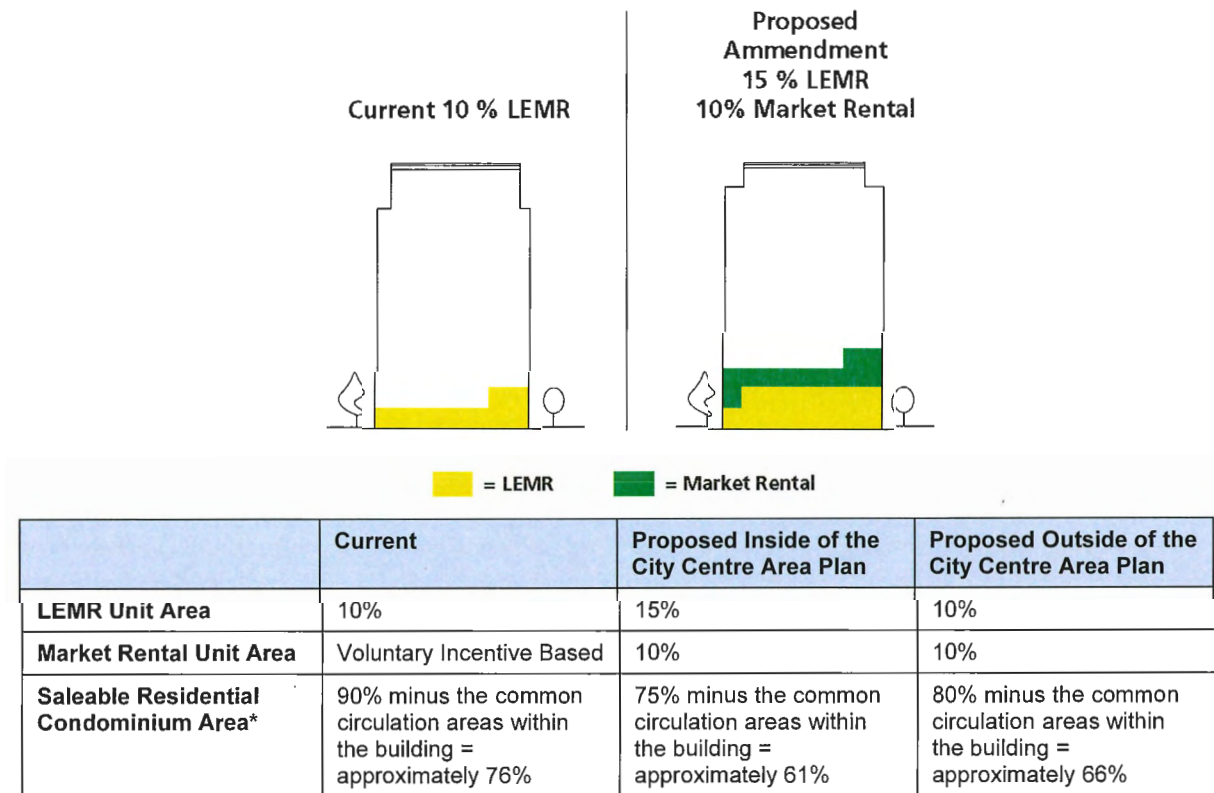 Current 10 % LEMR
Proposed
Ammendment
15 % LEMR
10% Market Rental
= LEMR
= Market Rental
Current
Proposed Inside of the
City Centre Area Plan
Proposed Outside of the
City Centre Area Plan
LEMR Unit Area
10%
15%
10%
Market Rental Unit Area
Voluntary Incentive Based
10%
10%
Saleable Residential
Condominium Area*
90% minus the common
circulation areas within
the building =
approximately 76%
75% minus the common
circulation areas within
the building =
approximately 61%
80% minus the common
circulation areas within
the building =
approximately 66%